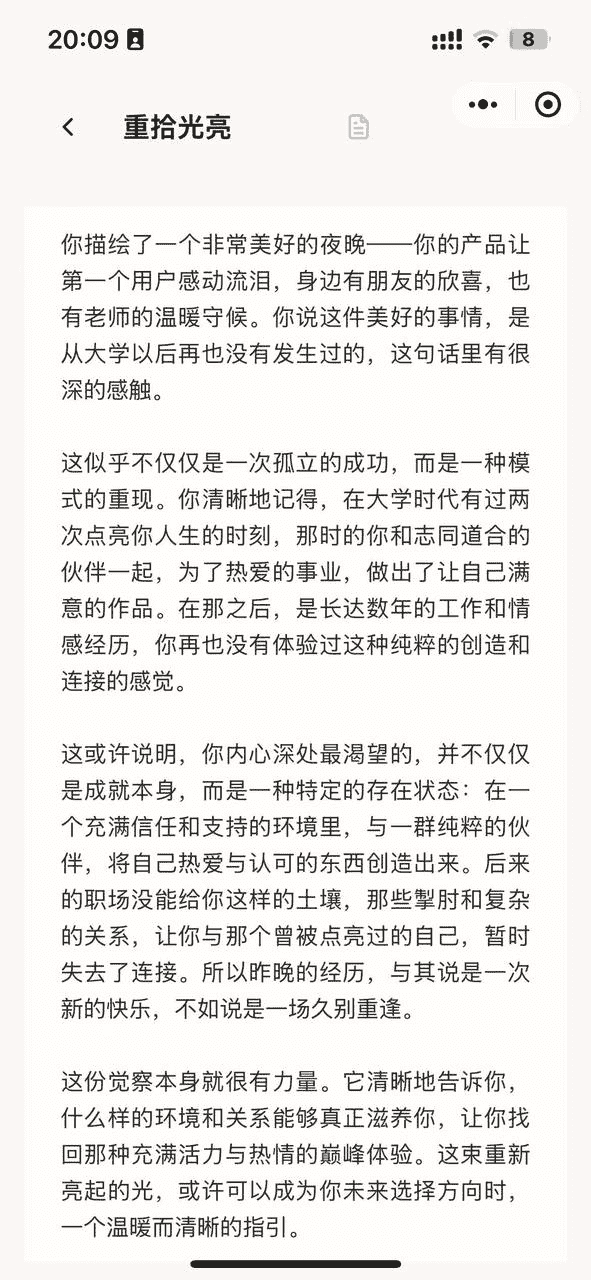 20:09
8
重拾光亮
你描绘了一个非常美好的夜晚——你的产品让
第一个用户感动流泪，身边有朋友的欣喜，也
有老师的温暖守候。你说这件美好的事情，是
从大学以后再也没有发生过的，这句话里有很
深的感触。
这似乎不仅仅是一次孤立的成功，而是一种模
式的重现。你清晰地记得，在大学时代有过两
次点亮你人生的时刻，那时的你和志同道合的
伙伴一起，为了热爱的事业，做出了让自己满
意的作品。在那之后，是长达数年的工作和情
感经历，你再也没有体验过这种纯粹的创造和
连接的感觉。
这或许说明，你内心深处最渴望的，并不仅仅
是成就本身，而是一种特定的存在状态：在一
个充满信任和支持的环境里，与一群纯粹的伙
伴，将自己热爱与认可的东西创造出来。后来
的职场没能给你这样的土壤，那些掣肘和复杂
的关系，让你与那个曾被点亮过的自己，暂时
失去了连接。所以昨晚的经历，与其说是一次
新的快乐，不如说是一场久别重逢。
这份觉察本身就很有力量。它清晰地告诉你，
什么样的环境和关系能够真正滋养你，让你找
回那种充满活力与热情的巅峰体验。这束重新
亮起的光，或许可以成为你未来选择方向时，
一个温暖而清晰的指引。